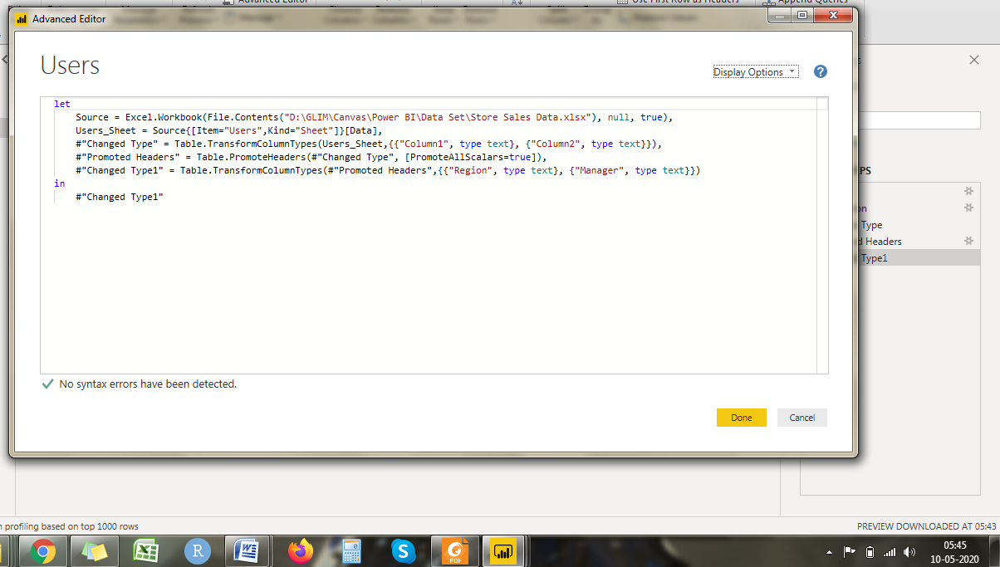 Advanced Editor
Use First Row as Headers
Append Queries
Advanced Editor
Users
Display Options
?
let
Source = Excel.Workbook(File.Contents("D:\GLIM\Canvas\Power BI\Data Set\Store Sales Data.xlsx"), null, true),
Users_Sheet = Source{[Item="Users",Kind="Sheet"]}[Data],
#"Changed Type" = Table.TransformColumnTypes(Users_Sheet,{{"Column1", type text}, {"Column2", type text}}),
#"Promoted Headers" = Table.PromoteHeaders(#"Changed Type", [PromoteAllScalars=true]),
#"Changed Type1" = Table.TransformColumnTypes(#"Promoted Headers",{{"Region", type text}, {"Manager", type text}})
in
#"Changed Type1"
PS
on
Type
d Headers
Type1
No syntax errors have been detected.
Done
Cancel
n profiling based on top 1000 rows
PREVIEW DOWNLOADED AT 05:43
R
W
S
PDF
05:45
10-05-2020